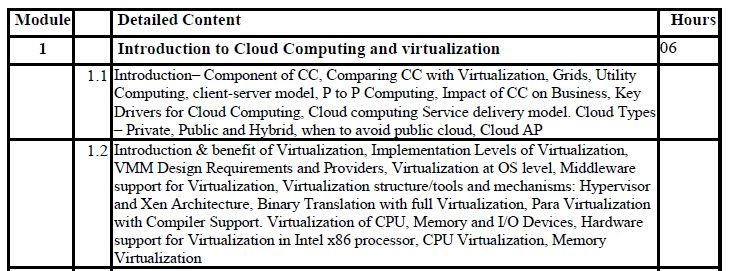 Module Detailed Content Hours
1 Introduction to Cloud Computing and virtualization 06
1.1 Introduction– Component of CC, Comparing CC with Virtualization, Grids, Utility
Computing, client-server model, P to P Computing, Impact of CC on Business, Key
Drivers for Cloud Computing, Cloud computing Service delivery model. Cloud Types
– Private, Public and Hybrid, when to avoid public cloud, Cloud AP
1.2 Introduction & benefit of Virtualization, Implementation Levels of Virtualization,
VMM Design Requirements and Providers, Virtualization at OS level, Middleware
support for Virtualization, Virtualization structure/tools and mechanisms: Hypervisor
and Xen Architecture, Binary Translation with full Virtualization, Para Virtualization
with Compiler Support. Virtualization of CPU, Memory and I/O Devices, Hardware
support for Virtualization in Intel x86 processor, CPU Virtualization, Memory
Virtualization